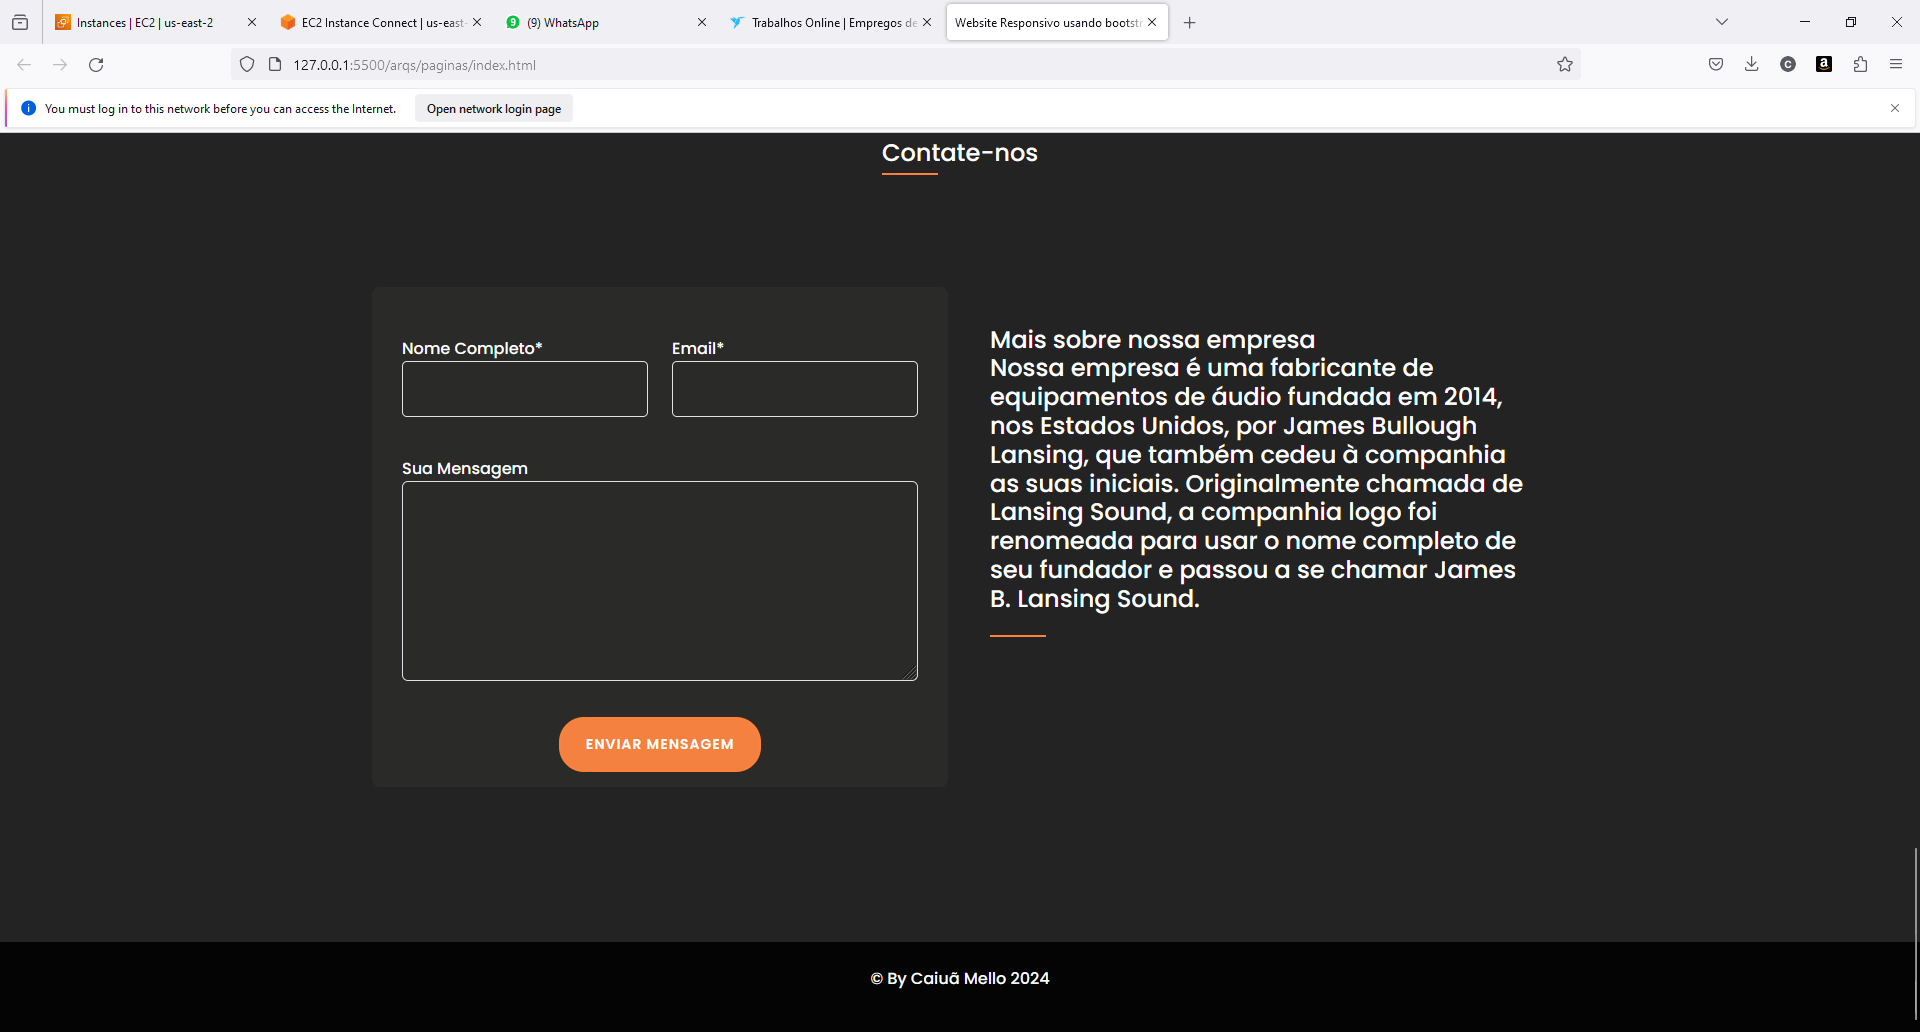 Instances | EC2 | us-east-2
EC2 Instance Connect | us-east-
9 (9) WhatsApp
Trabalhos Online | Empregos de
Website Responsivo usando bootstr
127.0.0.1:5500/arqs/paginas/index.html
C
a
You must log in to this network before you can access the Internet.
Open network login page
Contate-nos
Nome Completo*
Email*
Sua Mensagem
ENVIAR MENSAGEM
Mais sobre nossa empresa
Nossa empresa é uma fabricante de
equipamentos de áudio fundada em 2014,
nos Estados Unidos, por James Bullough
Lansing, que também cedeu à companhia
as suas iniciais. Originalmente chamada de
Lansing Sound, a companhia logo foi
renomeada para usar o nome completo de
seu fundador e passou a se chamar James
B. Lansing Sound.
© By Caiuã Mello 2024